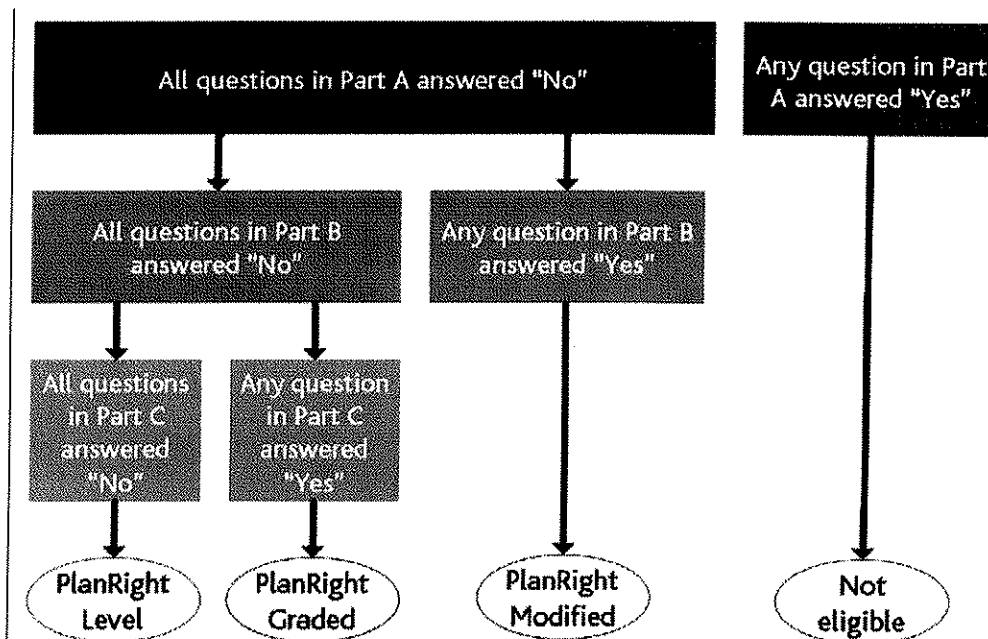 All questions in Part A answered "No"
Any question in Part
A answered "Yes"
All questions in Part B
answered "No"
Any question in Part B
answered "Yes"
All questions
in Part C
answered
"No"
Any question
in Part C
answered
"Yes"
PlanRight
Level
PlanRight
Graded
PlanRight
Modified
Not
eligible